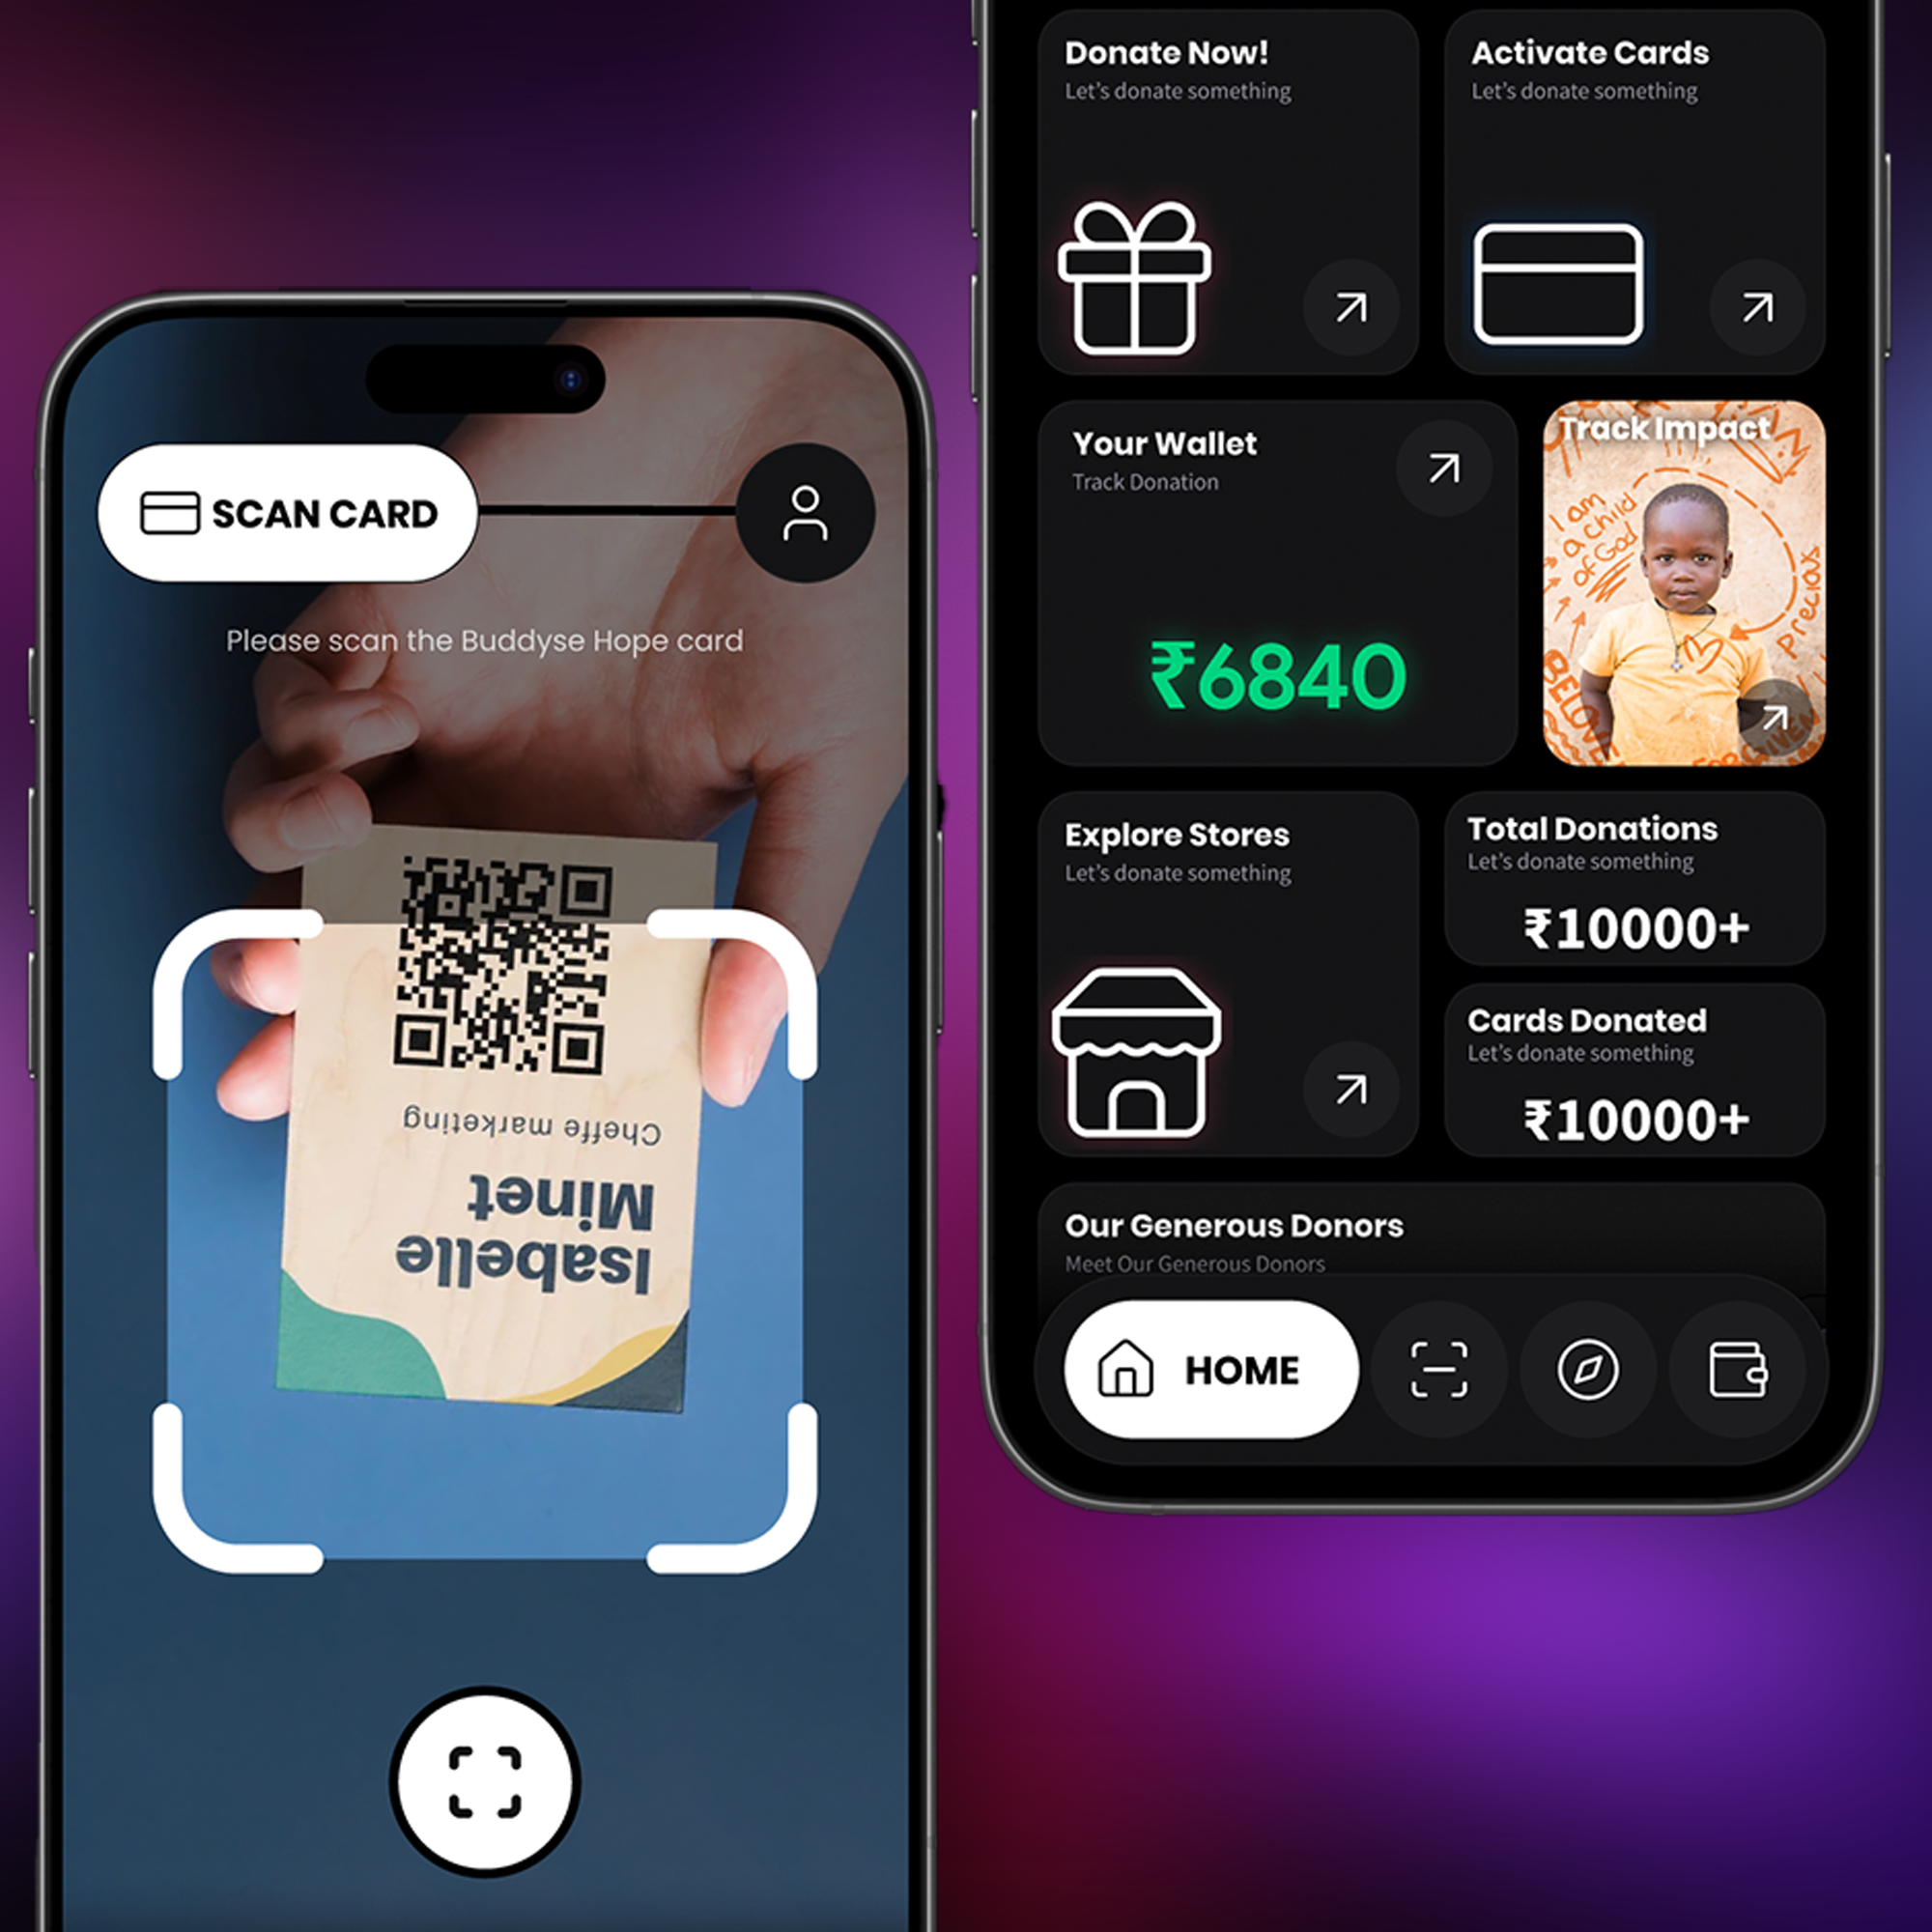 SCAN CARD
Please scan the Buddyse Hope card
Isabelle
Minet
Cheffe marketing
Donate Now!
Let's donate something
Activate Cards
Let's donate something
Your Wallet
Track Donation
₹6840
Track Impact
I am
a child
of God
Precious
Explore Stores
Let's donate something
Total Donations
Let's donate something
₹10000+
Cards Donated
Let's donate something
₹10000+
Our Generous Donors
Meet Our Generous Donors
HOME